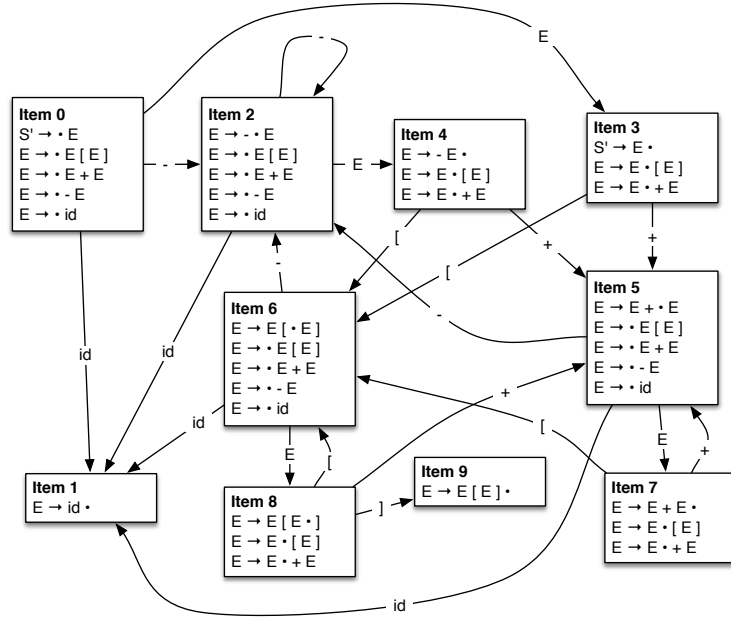 -
E
Item 0
S' → • E
E → • E [ E ]
E → • E + E
E → • - E
E → • id
-
Item 2
E → - • E
E → • E [ E ]
E → • E + E
E → • - E
E → • id
E
Item 4
E → - E •
E → E • [ E ]
E → E • + E
Item 3
S' → E •
E → E • [ E ]
E → E • + E
[
+
[
+
-
Item 6
E → E [ • E ]
E → • E [ E ]
E → • E + E
E → • - E
E → • id
-
Item 5
E → E + • E
E → • E [ E ]
E → • E + E
E → • - E
E → • id
id
id
id
+
E
[
[
E
+
Item 1
E → id •
Item 8
E → E [ E • ]
E → E • [ E ]
E → E • + E
]
Item 9
E → E [ E ] •
Item 7
E → E + E •
E → E • [ E ]
E → E • + E
id